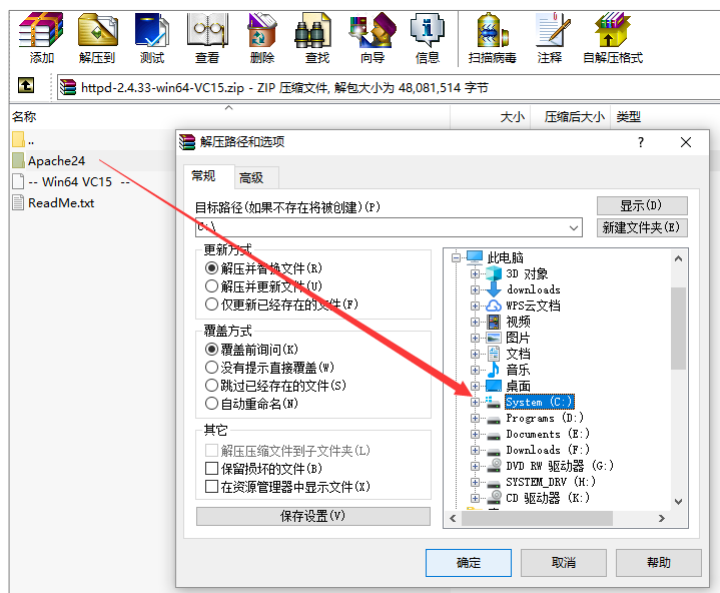 添加 解压到 测试 查看 删除 查找 向导 信息 扫描病毒 注释 自解压格式
httpd-2.4.33-win64-VC15.zip - ZIP 压缩文件, 解包大小为 48,081,514 字节
名称 大小 压缩后大小 类型
..
Apache24
-- Win64 VC15 --
ReadMe.txt
解压路径和选项
常规 高级
目标路径(如果不存在将被创建)(P)
显示(D)
C:\
新建文件夹(E)
更新方式
解压并替换文件(R)
解压并更新文件(U)
仅更新已经存在的文件(F)
覆盖方式
覆盖前询问(K)
没有提示直接覆盖(W)
跳过已经存在的文件(S)
自动重命名(N)
其它
解压压缩文件到子文件夹(L)
保留损坏的文件(B)
在资源管理器中显示文件(X)
保存设置(V)
此电脑
3D 对象
downloads
WPS云文档
视频
图片
文档
音乐
桌面
System (C:)
Programs (D:)
Documents (E:)
Downloads (F:)
DVD RW 驱动器 (G:)
SYSTEM_DRV (H:)
CD 驱动器 (K:)
确定 取消 帮助